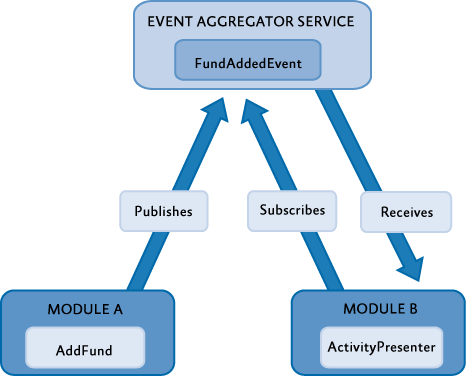 EVENT AGGREGATOR SERVICE
FundAddedEvent
Publishes
Subscribes
Receives
MODULE A
AddFund
MODULE B
ActivityPresenter